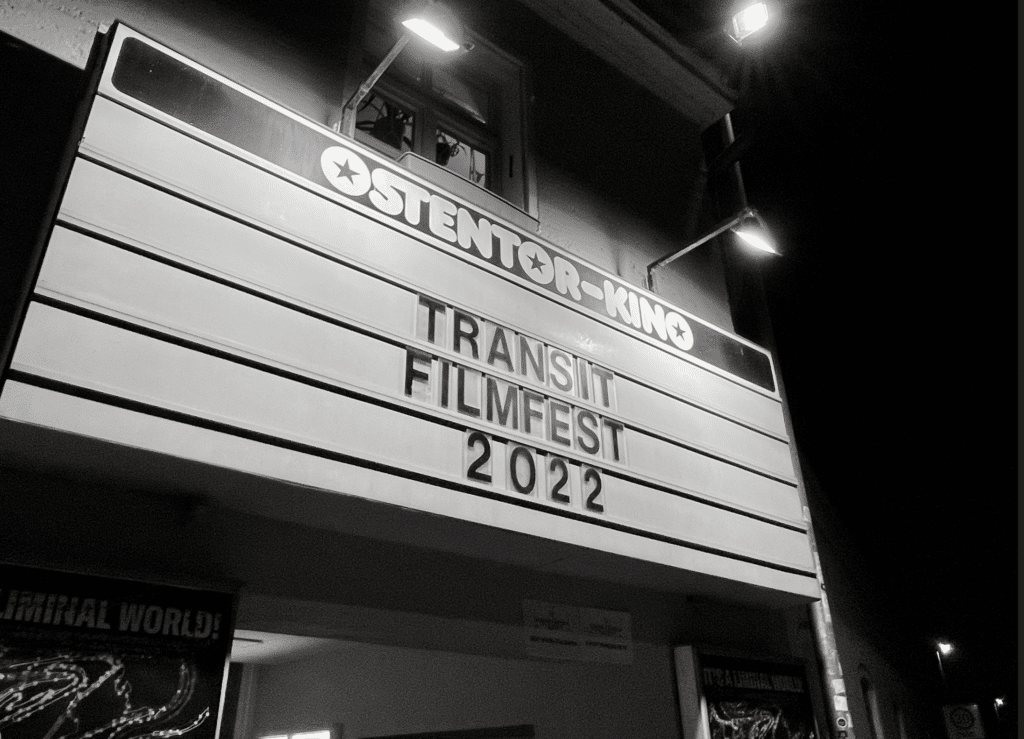 OSTENTOR-KINO
TRANSIT
FILMFEST
2022
LIMINAL WORLD!
IT'S A LIMINAL WORLD!